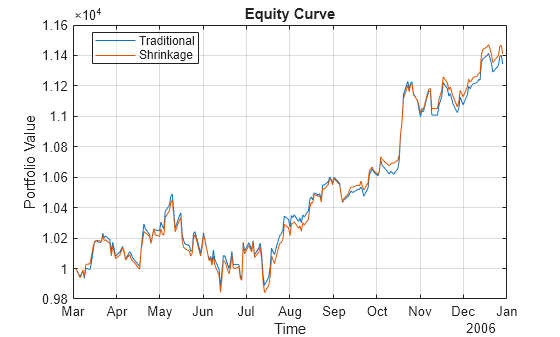 Equity Curve
×10⁴
Traditional
Shrinkage
Portfolio Value
1.16
1.14
1.12
1.1
1.08
1.06
1.04
1.02
1
0.98
Mar Apr May Jun Jul Aug Sep Oct Nov Dec Jan
Time
2006